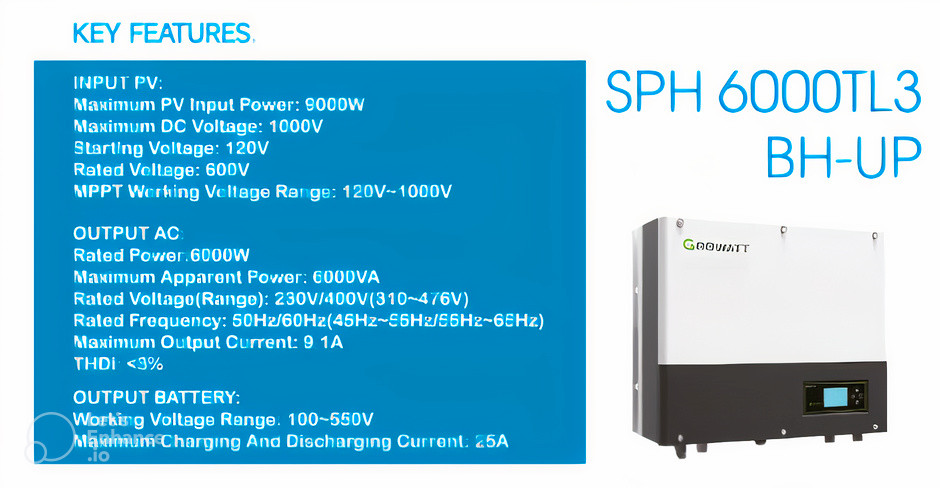 KEY FEATURES.
SPH 6000TL3
BH-UP
INPUT PV:
Maximum PV Input Power: 9000W
Maximum DC Voltage: 1000V
Starting Voltage: 120V
Rated Voltage: 600V
MPPT Working Voltage Range: 120V~1000V
OUTPUT AC:
Rated Power.6000W
Maximum Apparent Power: 6000VA
Rated Voltage(Range): 230V/400V(310~476V)
Rated Frequency: 50Hz/60Hz(45Hz~55Hz/55Hz~65Hz)
Maximum Output Current: 9 1A
THDi <3%
OUTPUT BATTERY:
Working Voltage Range. 100~550V
Maximum Charging And Discharging Current: 25A
GROWATT
Let's
Enhance
.io